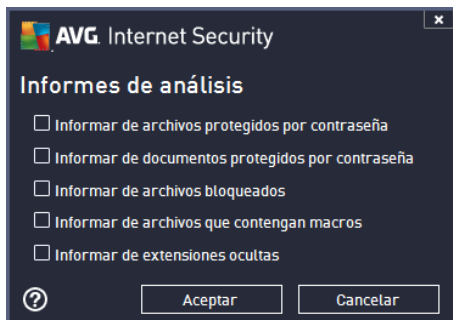 AVG. Internet Security
Informes de análisis
Informar de archivos protegidos por contraseña
Informar de documentos protegidos por contraseña
Informar de archivos bloqueados
Informar de archivos que contengan macros
Informar de extensiones ocultas
? Aceptar Cancelar